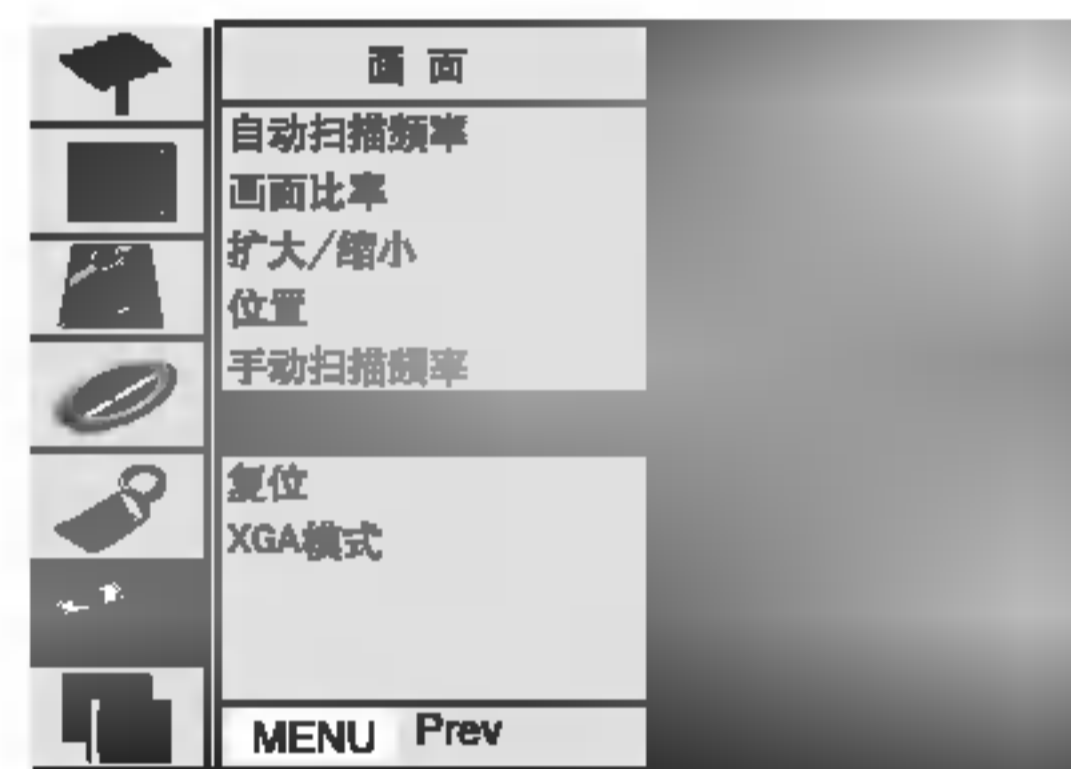 画 面
自动扫描频率
画面比率
扩大/缩小
位置
手动扫描频率
复位
XGA模式
MENU Prev